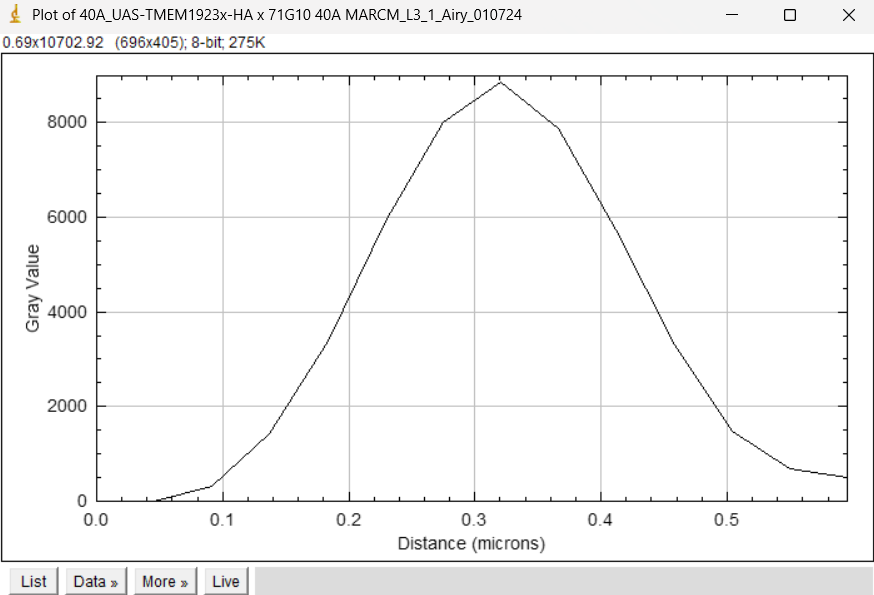 Plot of 40A_UAS-TMEM1923x-HA x 71G10 40A MARCM_L3_1_Airy_010724
0.69x10702.92 (696x405); 8-bit; 275K
8000
6000
4000
2000
0
Gray Value
0.0 0.1 0.2 0.3 0.4 0.5
Distance (microns)
List Data » More » Live